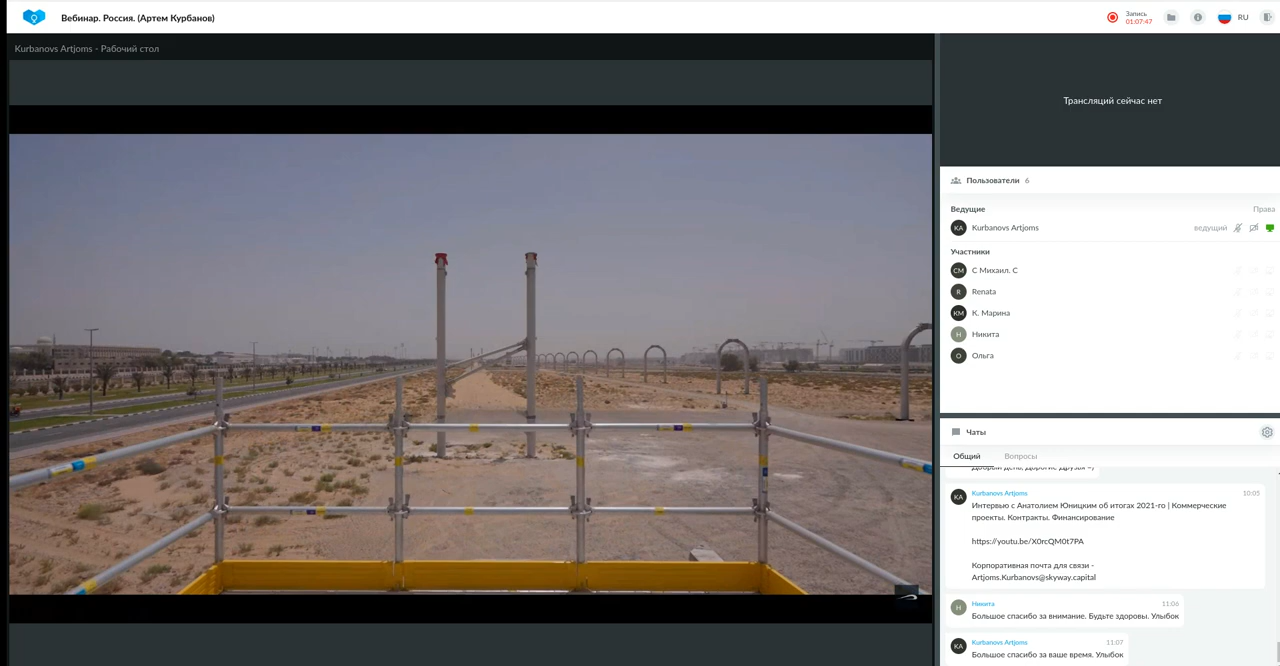 Вебинар. Россия. (Артем Курбанов)
Запись
01:07:47
RU
Kurbanovs Artjoms - Рабочий стол
Трансляций сейчас нет
Пользователи 6
Ведущие Права
KA Kurbanovs Artjoms ведущий
Участники
СМ С Михаил. С
R Renata
КМ К. Марина
Н Никита
О Ольга
Чаты
Общий Вопросы
Добрый день, дорогие друзья =)
KA Kurbanovs Artjoms 10:05
Интервью с Анатолием Юницким об итогах 2021-го | Коммерческие
проекты. Контракты. Финансирование
https://youtu.be/X0rcQM0t7PA
Корпоративная почта для связи -
Artjoms.Kurbanovs@skyway.capital
Н Никита 11:06
Большое спасибо за внимание. Будьте здоровы. Улыбок
KA Kurbanovs Artjoms 11:07
Большое спасибо за ваше время. Улыбок